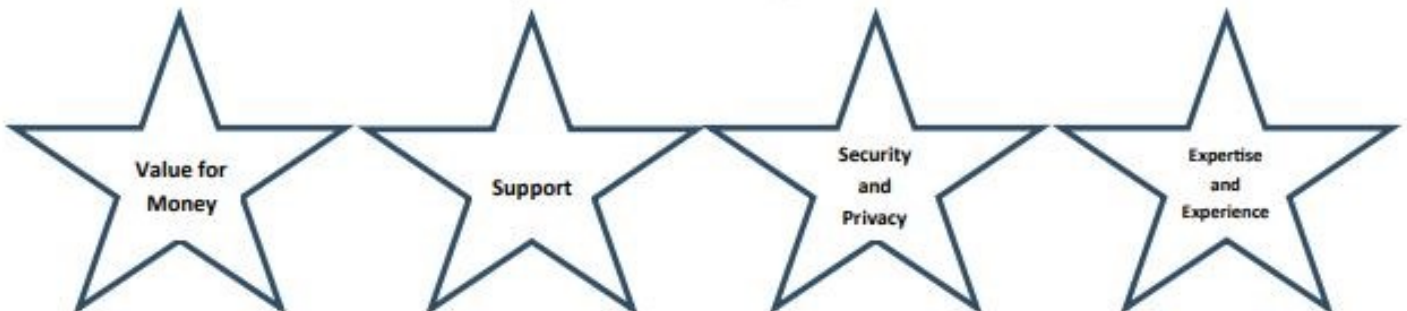 Value for
Money
Support
Security
and
Privacy
Expertise
and
Experience